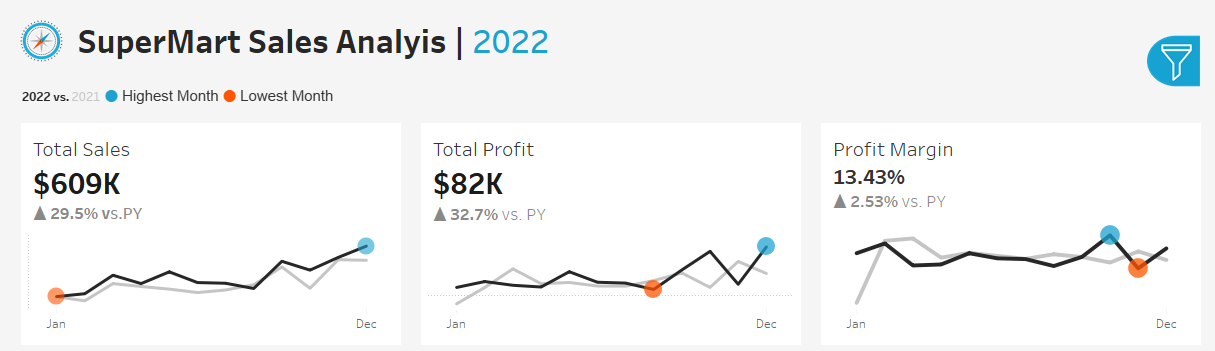 SuperMart Sales Analyis | 2022
2022 vs. 2021 Highest Month Lowest Month
Total Sales
$609K
▲ 29.5% vs.PY
Jan Dec
Total Profit
$82K
▲ 32.7% vs. PY
Jan Dec
Profit Margin
13.43%
▲ 2.53% vs. PY
Jan Dec